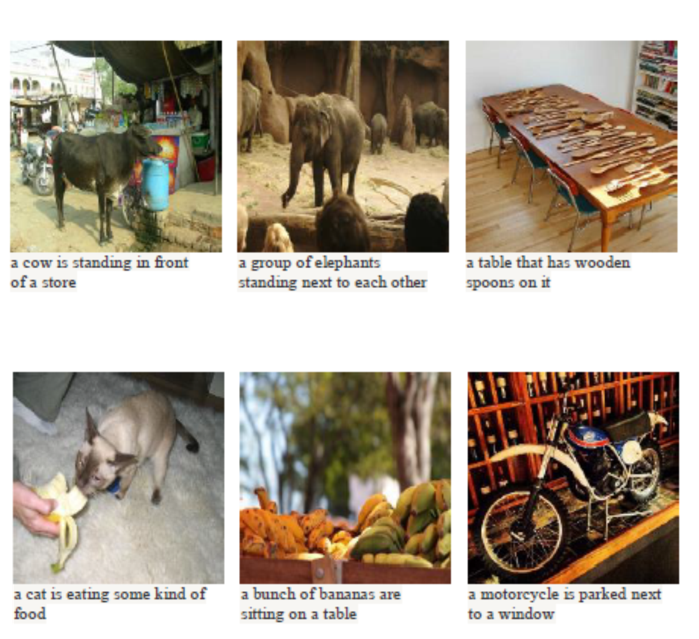 a cow is standing in front
of a store
a group of elephants
standing next to each other
a table that has wooden
spoons on it
a cat is eating some kind of
food
a bunch of bananas are
sitting on a table
a motorcycle is parked next
to a window